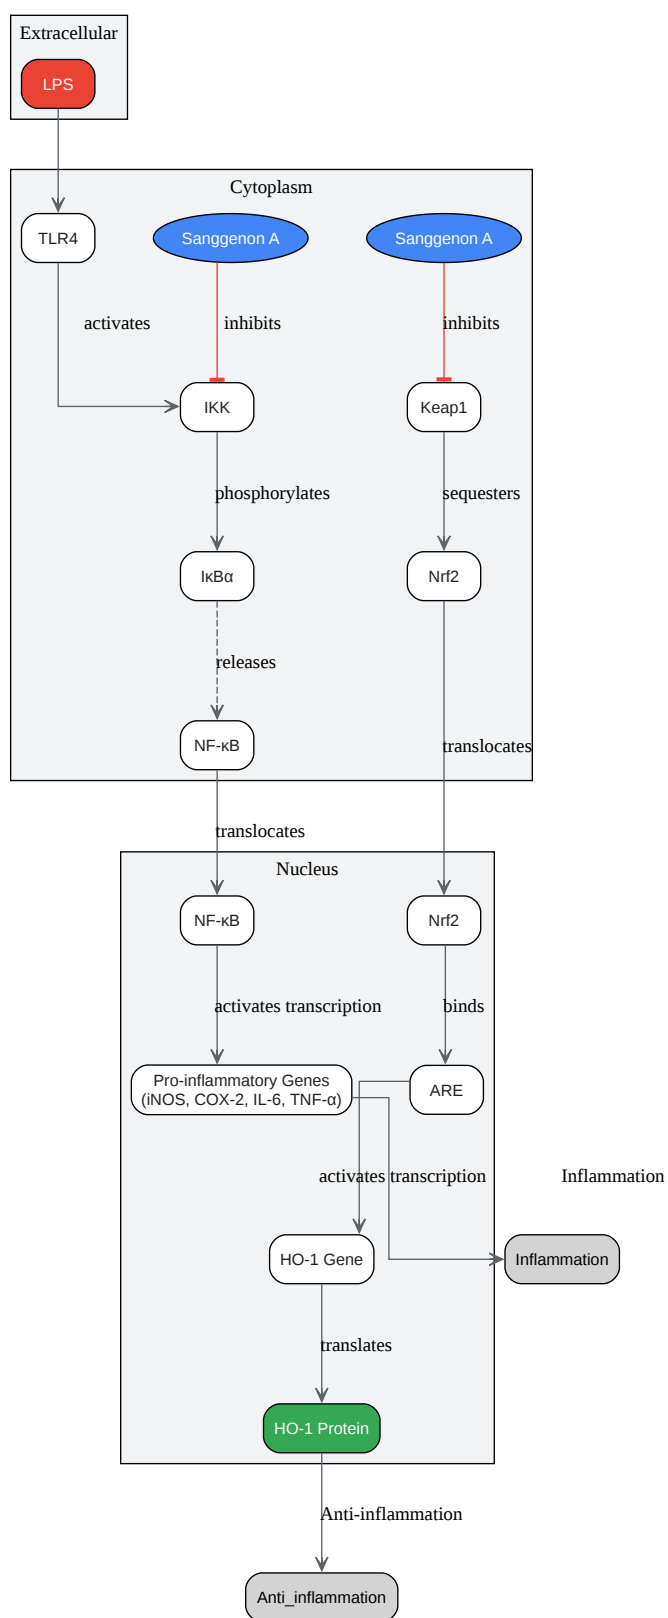 Extracellular
LPS
Cytoplasm
TLR4
Sanggenon A
Sanggenon A
activates
inhibits
inhibits
IKK
Keap1
phosphorylates
sequesters
IκBα
Nrf2
releases
NF-κB
translocates
translocates
Nucleus
NF-κB
Nrf2
activates transcription
binds
Pro-inflammatory Genes
(iNOS, COX-2, IL-6, TNF-α)
ARE
activates transcription
Inflammation
HO-1 Gene
Inflammation
translates
HO-1 Protein
Anti-inflammation
Anti_inflammation